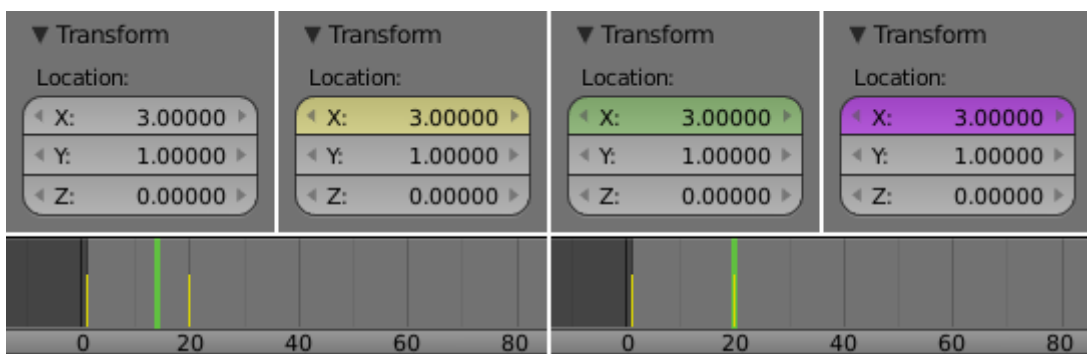 Transform Transform Transform Transform
Location: Location: Location: Location:
X: 3.00000 X: 3.00000 X: 3.00000 X: 3.00000
Y: 1.00000 Y: 1.00000 Y: 1.00000 Y: 1.00000
Z: 0.00000 Z: 0.00000 Z: 0.00000 Z: 0.00000
0 20 40 60 80 0 20 40 60 80